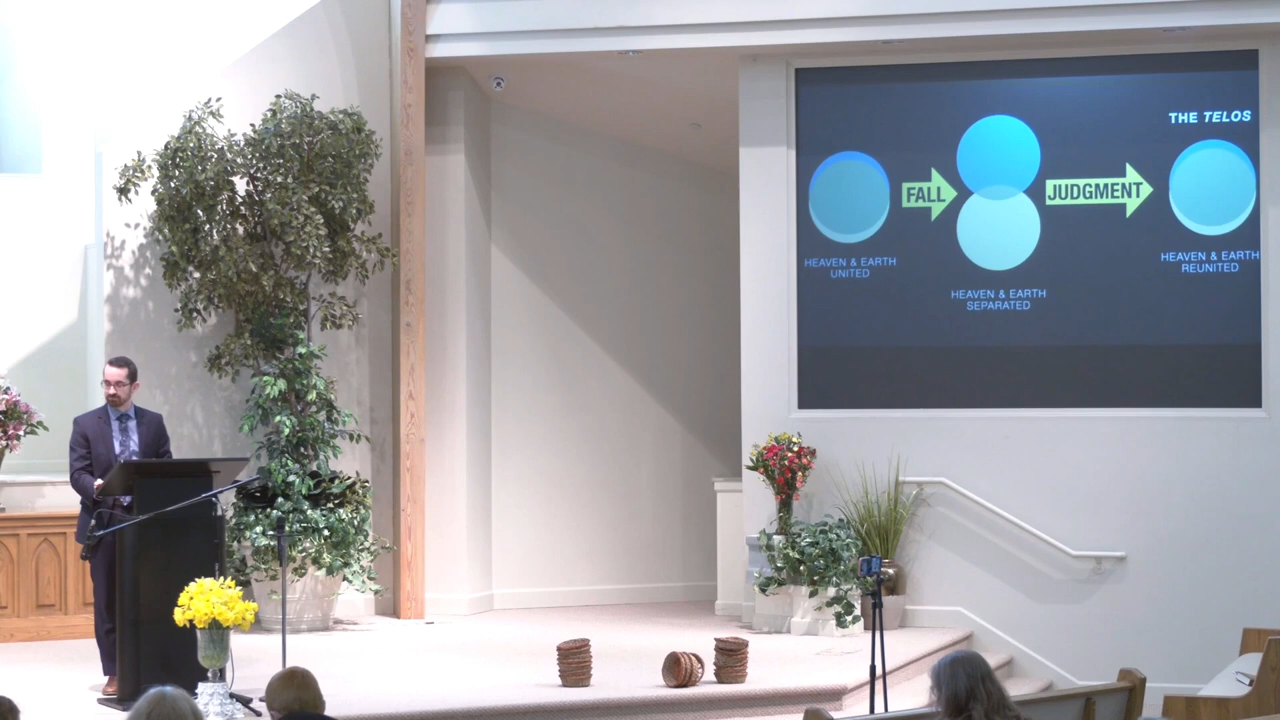 THE TELOS
FALL
JUDGMENT
HEAVEN & EARTH
UNITED
HEAVEN & EARTH
SEPARATED
HEAVEN & EARTH
REUNITED